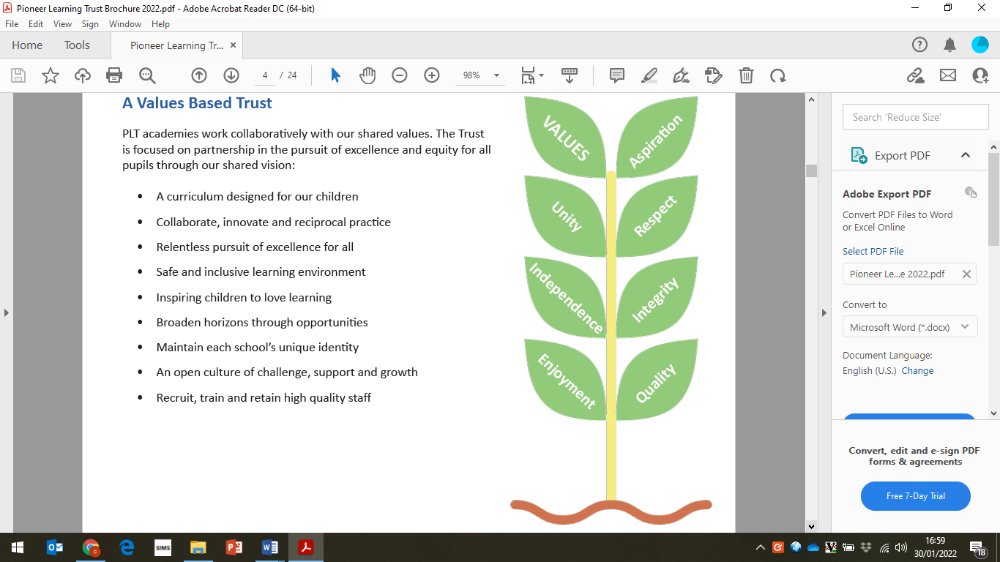 Pioneer Learning Trust Brochure 2022.pdf - Adobe Acrobat Reader DC (64-bit)
File Edit View Sign Window Help
Home Tools Pioneer Learning Tr... ×
4 / 24 98%
A Values Based Trust
PLT academies work collaboratively with our shared values. The Trust
is focused on partnership in the pursuit of excellence and equity for all
pupils through our shared vision:
• A curriculum designed for our children
• Collaborate, innovate and reciprocal practice
• Relentless pursuit of excellence for all
• Safe and inclusive learning environment
• Inspiring children to love learning
• Broaden horizons through opportunities
• Maintain each school's unique identity
• An open culture of challenge, support and growth
• Recruit, train and retain high quality staff
VALUES
Aspiration
Unity
Respect
Independence
Integrity
Enjoyment
Quality
Search 'Reduce Size'
Export PDF
Adobe Export PDF
Convert PDF Files to Word
or Excel Online
Select PDF File
Pioneer Le...e 2022.pdf
Convert to
Microsoft Word (*.docx)
Document Language:
English (U.S.) Change
Convert, edit and e-sign PDF
forms & agreements
Free 7-Day Trial
SIMS
16:59
30/01/2022
18